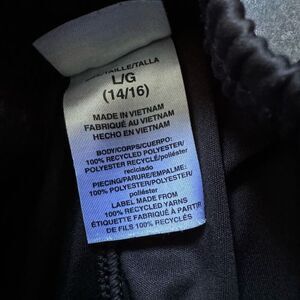 SIZE/TAILLE/TALLA
L/G
(14/16)
MADE IN VIETNAM
FABRIQUÉ AU VIETNAM
HECHO EN VIETNAM
BODY/CORPS/CUERPO:
100% RECYCLED POLYESTER/
POLYESTER RECYCLÉ/poliéster
reciclado
PIECING/PARURE/EMPALME:
100% POLYESTER/POLYESTER/
poliéster
LABEL MADE FROM
100% RECYCLED YARNS
ÉTIQUETTE FABRIQUÉ À PARTIR
DE FILS 100% RECYCLÉS